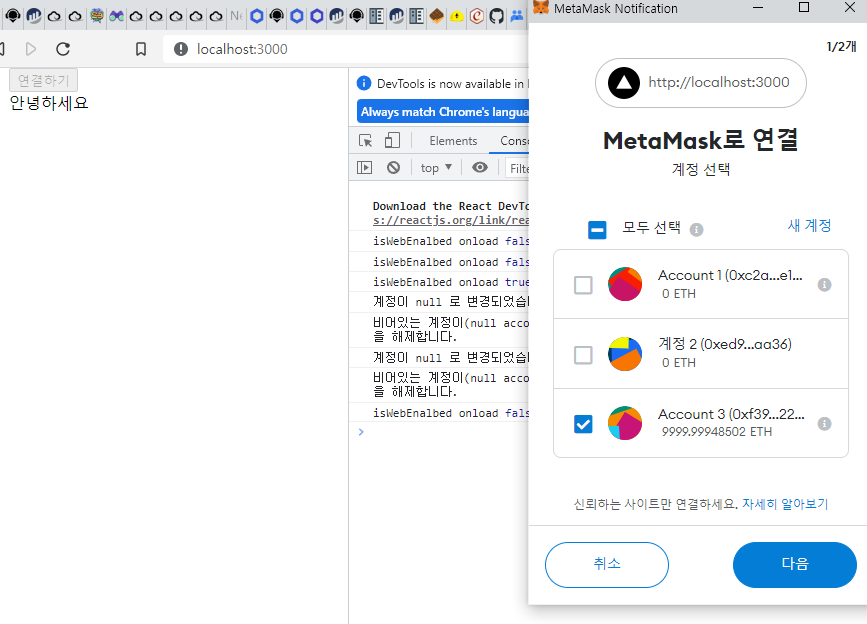 localhost:3000
연결하기
안녕하세요
DevTools is now available in
Always match Chrome's langua
Elements
Cons
top
Filte
Download the React DevTo
s://reactjs.org/link/rea
isWebEnalbed onload fals
isWebEnalbed onload fals
isWebEnalbed onload true
계정이 null 로 변경되었습
비어있는 계정이(null acco
을 해제합니다.
계정이 null 로 변경되었습
비어있는 계정이(null acco
을 해제합니다.
isWebEnalbed onload fals
MetaMask Notification
1/2개
http://localhost:3000
MetaMask로 연결
계정 선택
모두 선택
새 계정
Account 1 (0xc2a...e1...
0 ETH
계정 2 (0xed9...aa36)
0 ETH
Account 3 (0xf39...22...
9999.99948502 ETH
신뢰하는 사이트만 연결하세요. 자세히 알아보기
취소
다음